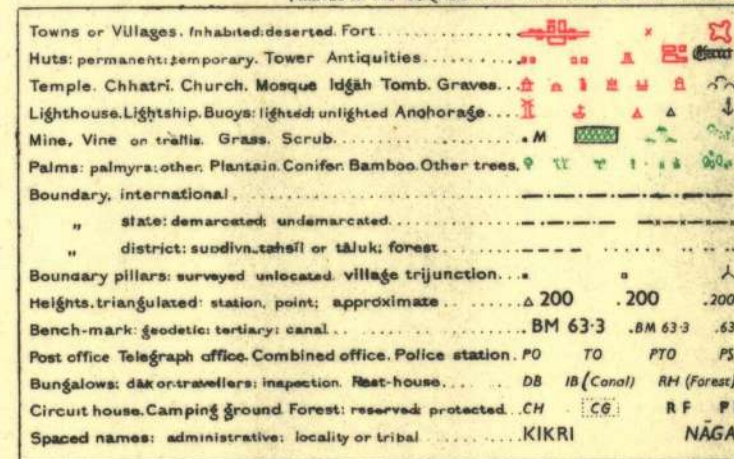 Towns or Villages. Inhabited: deserted. Fort
Huts: permanent: temporary. Tower Antiquities
Temple. Chhatri. Church. Mosque Idgāh Tomb. Graves
Lighthouse. Lightship. Buoys: lighted: unlighted Anchorage
Mine, Vine on trellis. Grass. Scrub . M
Palms: palmyra: other. Plantain. Conifer. Bamboo. Other trees
Boundary, international
„ state: demarcated: undemarcated
„ district: subdivn. tahsīl or tāluk: forest
Boundary pillars: surveyed unlocated village trijunction
Heights. triangulated: station, point; approximate 200 .200 .200
Bench-mark: geodetic: tertiary: canal . BM 63·3 .BM 63·3 .63
Post office Telegraph office. Combined office. Police station. PO TO PTO PS
Bungalows: dāk or travellers: inspection. Rest-house DB IB (Canal) RH (Forest)
Circuit house. Camping ground Forest: reserved: protected CH CG RF P
Spaced names: administrative: locality or tribal KIKRI NĀGA